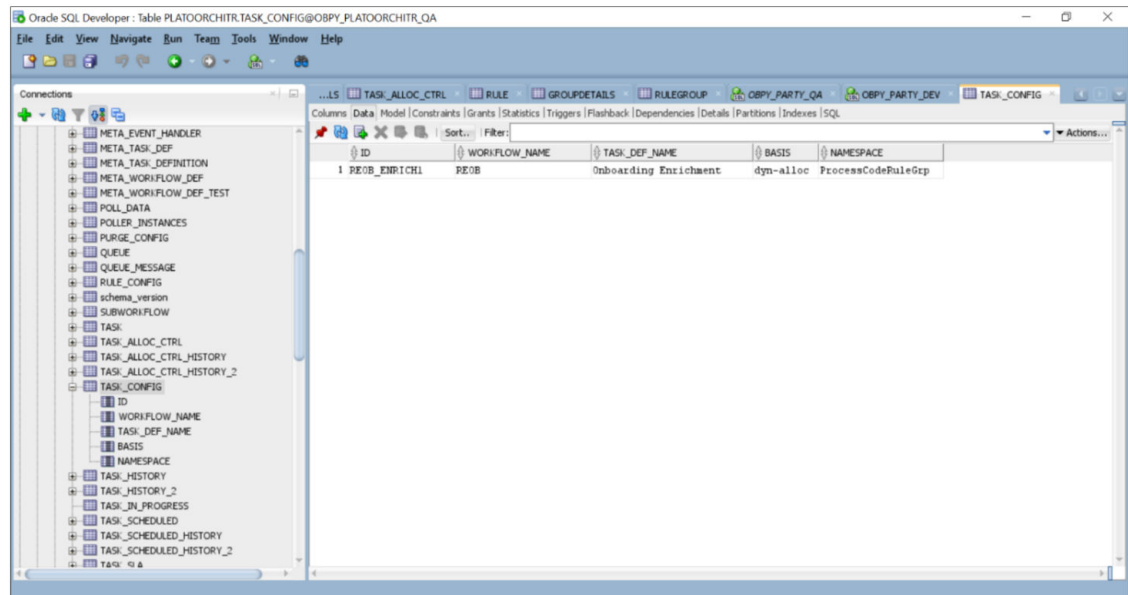 Oracle SQL Developer : Table PLATOORCHITR.TASK_CONFIG@OBPY_PLATOORCHITR_QA
File Edit View Navigate Run Team Tools Window Help
Connections
META_EVENT_HANDLER
META_TASK_DEF
META_TASK_DEFINITION
META_WORKFLOW_DEF
META_WORKFLOW_DEF_TEST
POLL_DATA
POLLER_INSTANCES
PURGE_CONFIG
QUEUE
QUEUE_MESSAGE
RULE_CONFIG
schema_version
SUBWORKFLOW
TASK
TASK_ALLOC_CTRL
TASK_ALLOC_CTRL_HISTORY
TASK_ALLOC_CTRL_HISTORY_2
TASK_CONFIG
ID
WORKFLOW_NAME
TASK_DEF_NAME
BASIS
NAMESPACE
TASK_HISTORY
TASK_HISTORY_2
TASK_IN_PROGRESS
TASK_SCHEDULED
TASK_SCHEDULED_HISTORY
TASK_SCHEDULED_HISTORY_2
TASK_SLA
...LS TASK_ALLOC_CTRL RULE GROUPDETAILS RULEGROUP OBPY_PARTY_QA OBPY_PARTY_DEV TASK_CONFIG
Columns Data Model |Constraints |Grants |Statistics |Triggers |Flashback |Dependencies |Details |Partitions |Indexes |SQL
Sort... Filter: Actions...
ID WORKFLOW_NAME TASK_DEF_NAME BASIS NAMESPACE
1 REOB_ENRICH1 REOB Onboarding Enrichment dyn-alloc ProcessCodeRuleGrp